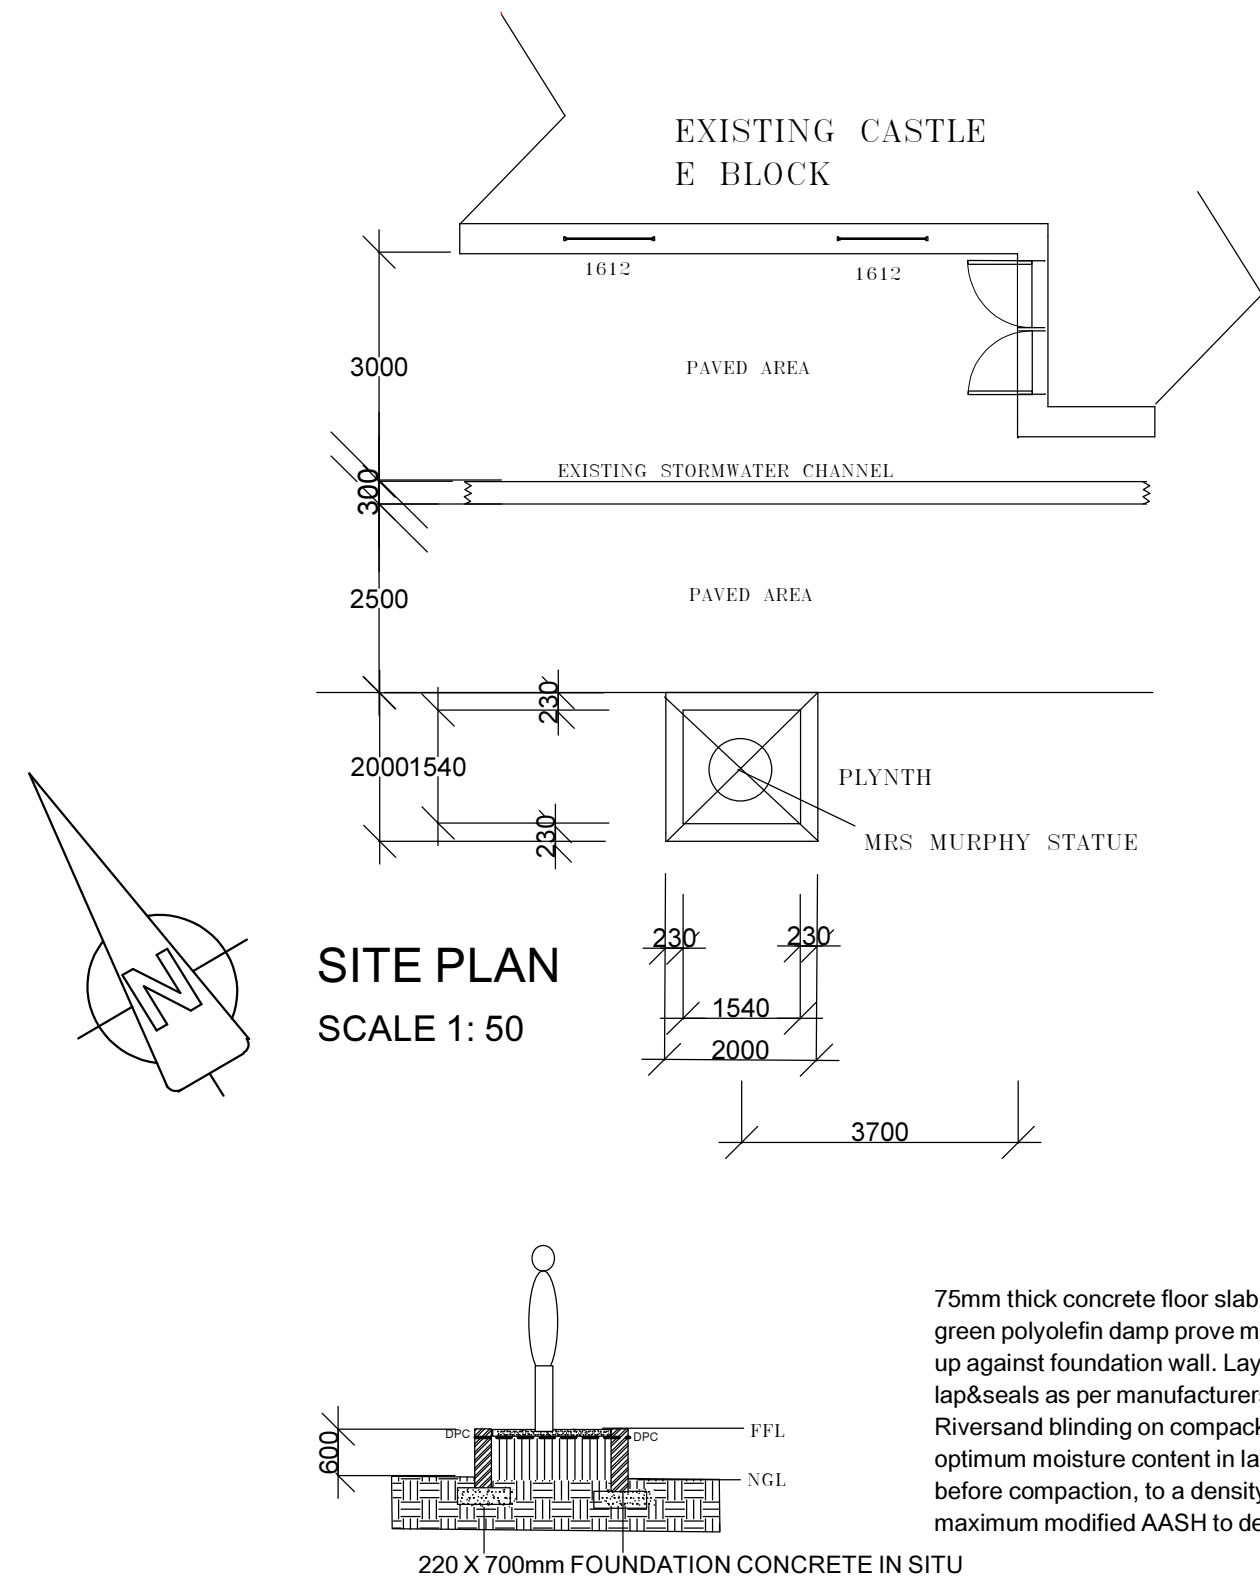 EXISTING CASTLE
E BLOCK
1612
1612
3000
PAVED AREA
EXISTING STORMWATER CHANNEL
300
2500
PAVED AREA
230
2000
1540
230
PLYNTH
MRS MURPHY STATUE
N
SITE PLAN
SCALE 1: 50
230
230
1540
2000
3700
600
DPC
DPC
FFL
NGL
220 X 700mm FOUNDATION CONCRETE IN SITU
75mm thick concrete floor slab
green polyolefin damp prove m
up against foundation wall. Lay
lap&seals as per manufacturers
Riversand blinding on compack
optimum moisture content in la
before compaction, to a density
maximum modified AASH to de